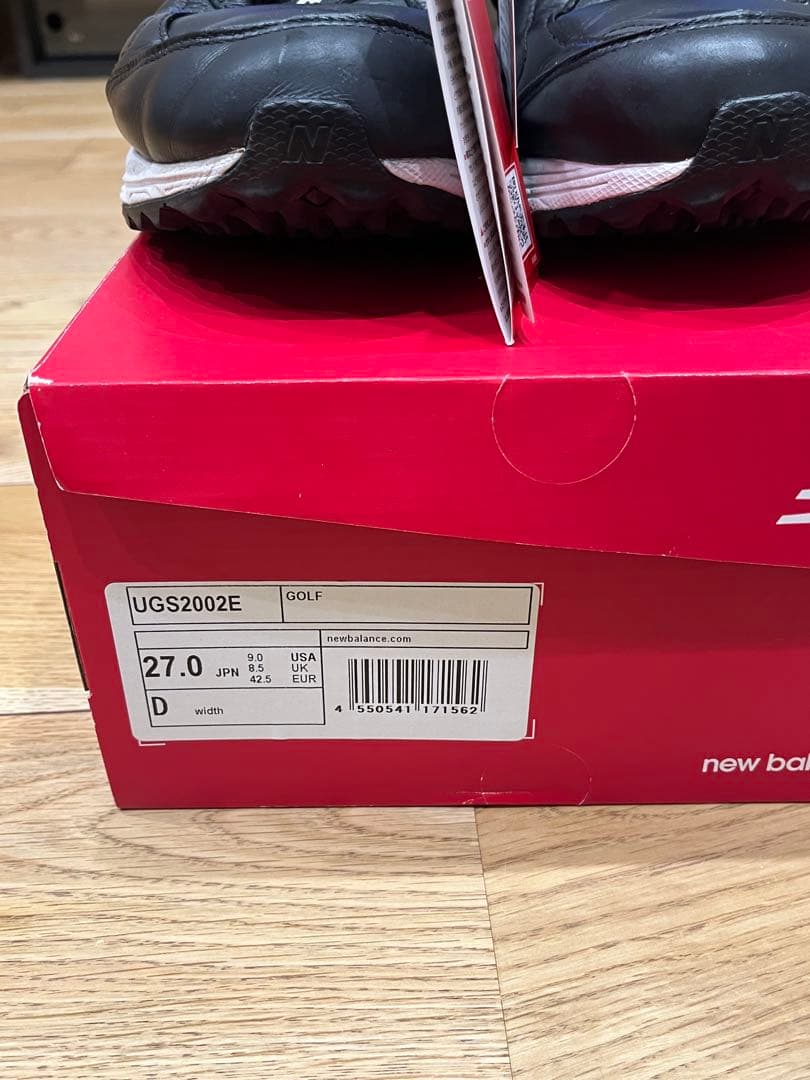 N
N
UGS2002E
GOLF
newbalance.com
27.0 JPN
9.0 USA
8.5 UK
42.5 EUR
D width
4 550541 171562
new bal